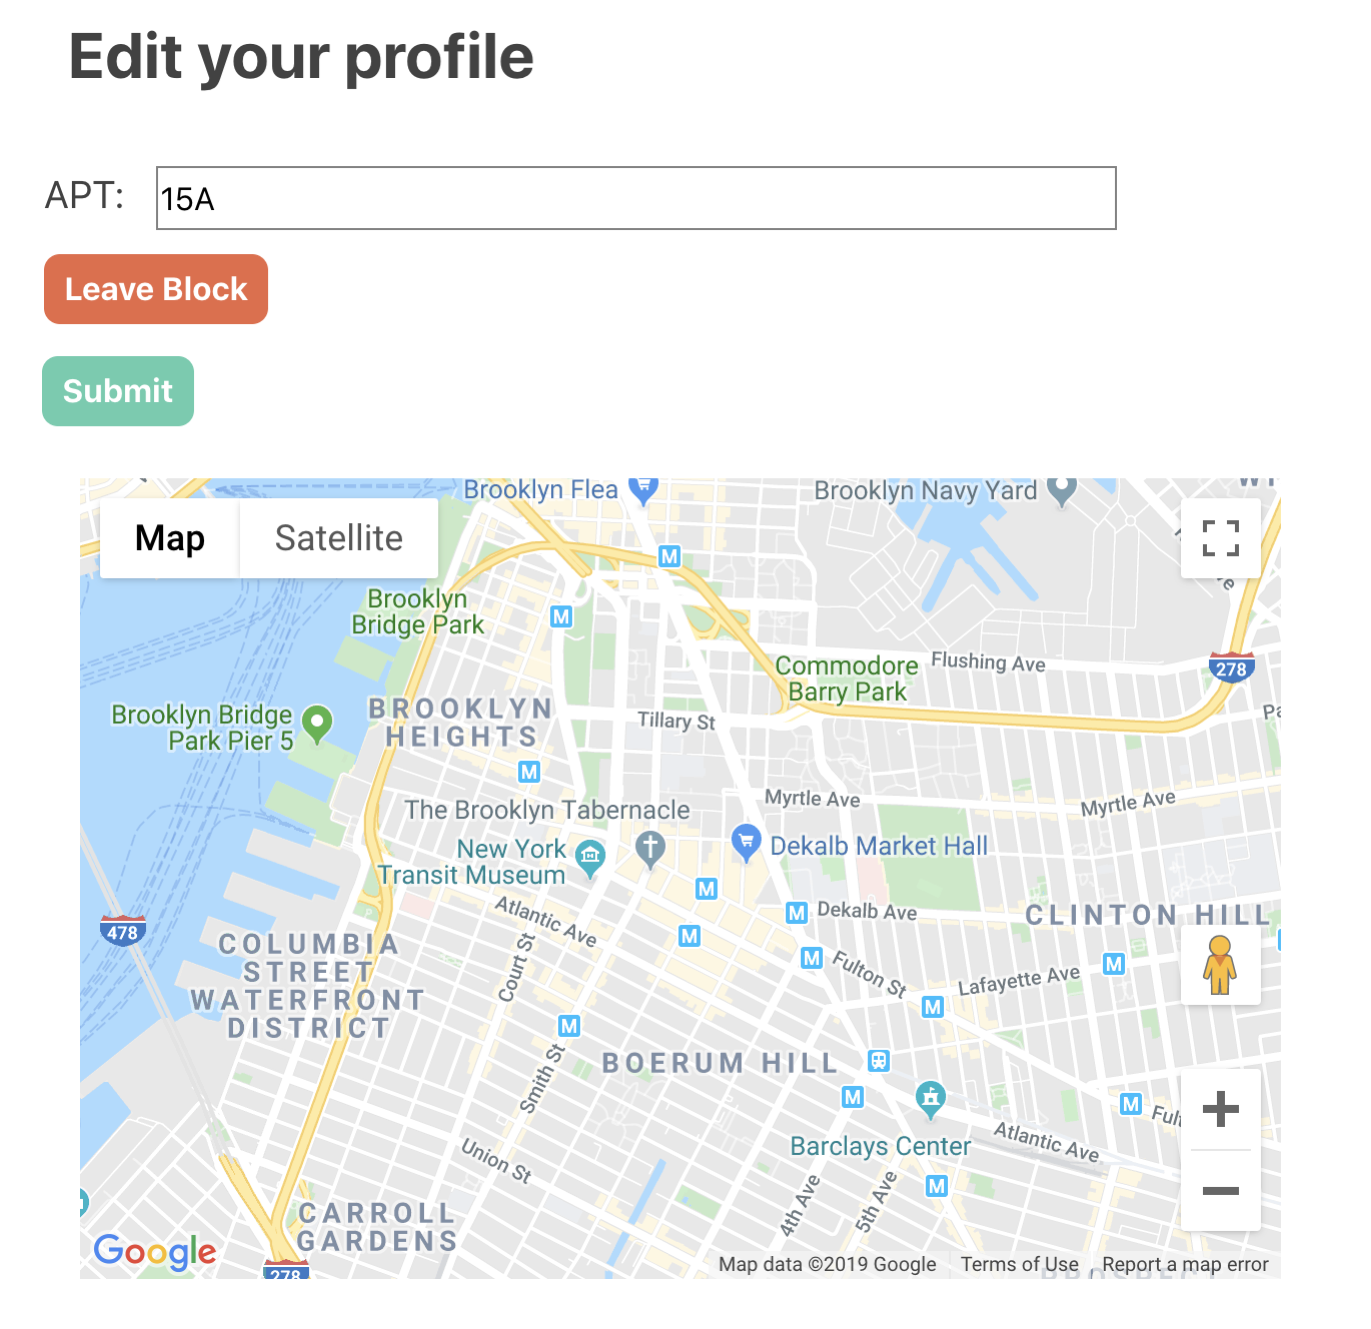 Edit your profile
APT:
15A
Leave Block
Submit
Brooklyn Flea
Brooklyn Navy Yard
Map
Satellite
M
Brooklyn
Bridge Park
M
Commodore
Barry Park
Flushing Ave
278
Brooklyn Bridge
Park Pier 5
BROOKLYN
HEIGHTS
Tillary St
M
Myrtle Ave
Myrtle Ave
The Brooklyn Tabernacle
New York
Transit Museum
Dekalb Market Hall
M
Atlantic Ave
M
Dekalb Ave
CLINTON HILL
478
COLUMBIA
STREET
WATERFRONT
DISTRICT
Court St
M
M
Fulton St
Lafayette Ave
M
M
M
Smith St
BOERUM HILL
M
M
Barclays Center
Atlantic Ave
Union St
4th Ave
5th Ave
M
CARROLL
GARDENS
278
Google
Map data ©2019 Google
Terms of Use
Report a map error